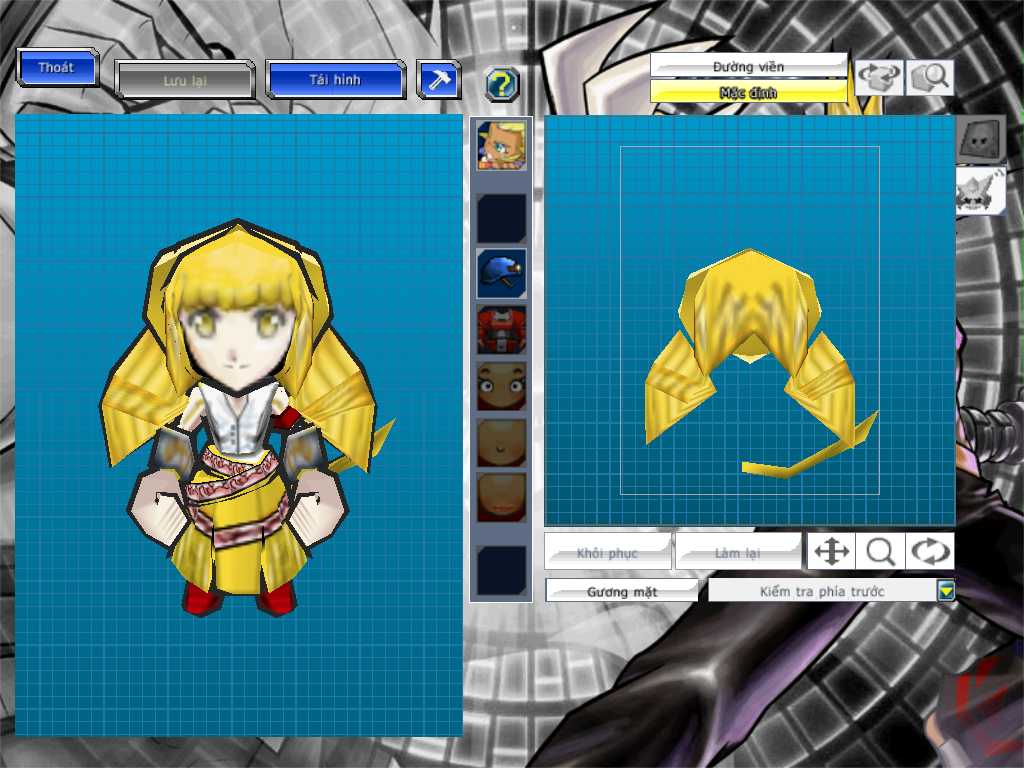 Thoát
Lưu lại
Tải hình
?
Đường viền
Mặc định
Khôi phục
Làm lại
Gương mặt
Kiểm tra phía trước